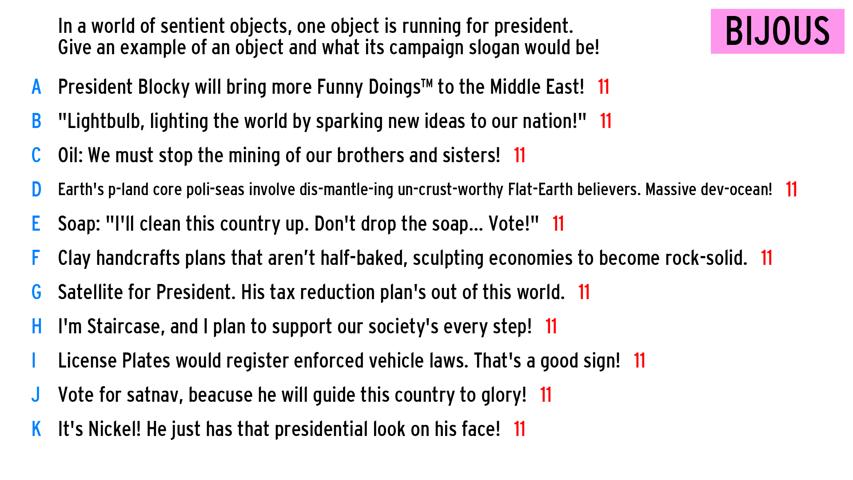 In a world of sentient objects, one object is running for president.
Give an example of an object and what its campaign slogan would be!
BIJOUS
A President Blocky will bring more Funny Doings™ to the Middle East! 11
B "Lightbulb, lighting the world by sparking new ideas to our nation!" 11
C Oil: We must stop the mining of our brothers and sisters! 11
D Earth's p-land core poli-seas involve dis-mantle-ing un-crust-worthy Flat-Earth believers. Massive dev-ocean! 11
E Soap: "I'll clean this country up. Don't drop the soap... Vote!" 11
F Clay handcrafts plans that aren’t half-baked, sculpting economies to become rock-solid. 11
G Satellite for President. His tax reduction plan's out of this world. 11
H I'm Staircase, and I plan to support our society's every step! 11
I License Plates would register enforced vehicle laws. That's a good sign! 11
J Vote for satnav, beacuse he will guide this country to glory! 11
K It's Nickel! He just has that presidential look on his face! 11